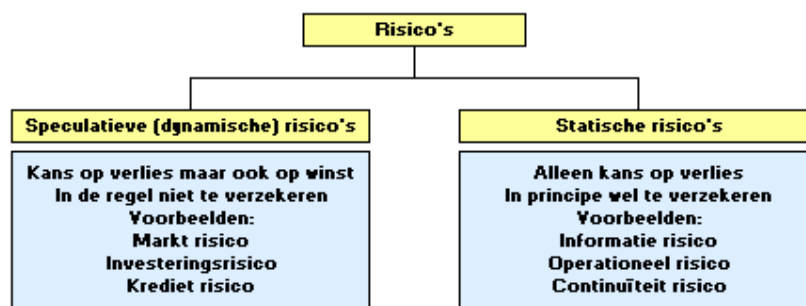 Risico's
Speculatieve (dynamische) risico's
Kans op verlies maar ook op winst
In de regel niet te verzekeren
Voorbeelden:
Markt risico
Investeringsrisico
Krediet risico
Statische risico's
Alleen kans op verlies
In principe wel te verzekeren
Voorbeelden:
Informatie risico
Operationeel risico
Continuïteit risico